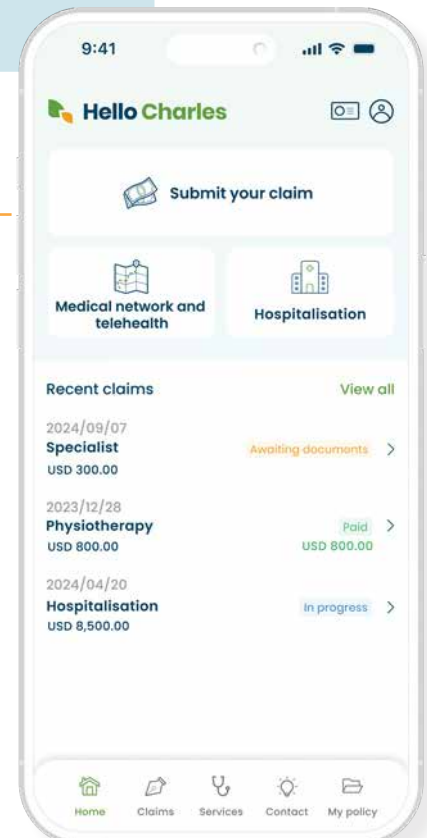 9:41
Hello Charles
Submit your claim
Medical network and
telehealth
Hospitalisation
Recent claims
View all
2024/09/07
Specialist
Awaiting documents
USD 300.00
2023/12/28
Physiotherapy
Paid
USD 800.00
USD 800.00
2024/04/20
Hospitalisation
In progress
USD 8,500.00
Home
Claims
Services
Contact
My policy